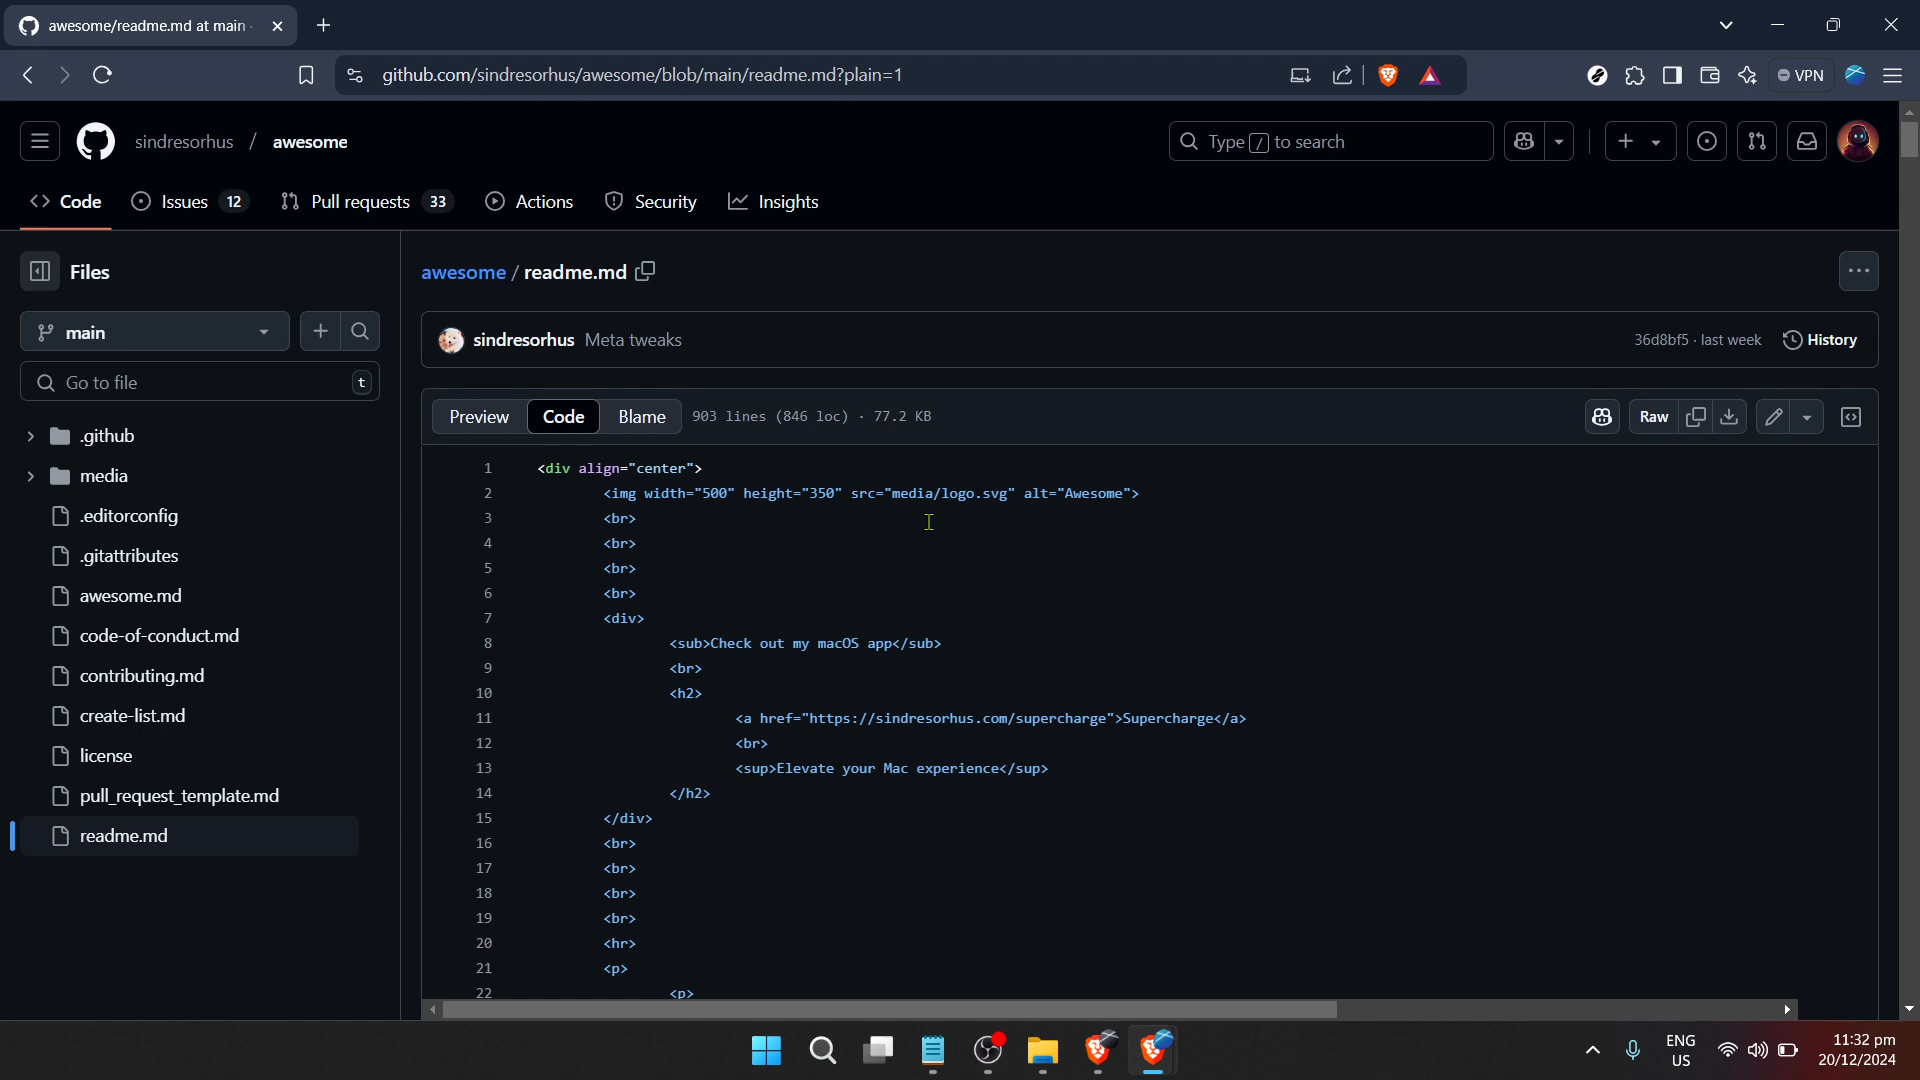 awesome/readme.md at main
github.com/sindresorhus/awesome/blob/main/readme.md?plain=1
VPN
sindresorhus / awesome
Type / to search
Code
Issues 12
Pull requests 33
Actions
Security
Insights
Files
main
Go to file
t
.github
media
.editorconfig
.gitattributes
awesome.md
code-of-conduct.md
contributing.md
create-list.md
license
pull_request_template.md
readme.md
awesome / readme.md
sindresorhus Meta tweaks
36d8bf5 · last week
History
Preview
Code
Blame
903 lines (846 loc) · 77.2 KB
Raw
1 <div align="center">
2 <img width="500" height="350" src="media/logo.svg" alt="Awesome">
3 <br>
4 <br>
5 <br>
6 <br>
7 <div>
8 <sub>Check out my macOS app</sub>
9 <br>
10 <h2>
11 <a href="https://sindresorhus.com/supercharge">Supercharge</a>
12 <br>
13 <sup>Elevate your Mac experience</sup>
14 </h2>
15 </div>
16 <br>
17 <br>
18 <br>
19 <br>
20 <hr>
21 <p>
22 <p>
ENG
US
11:32 pm
20/12/2024